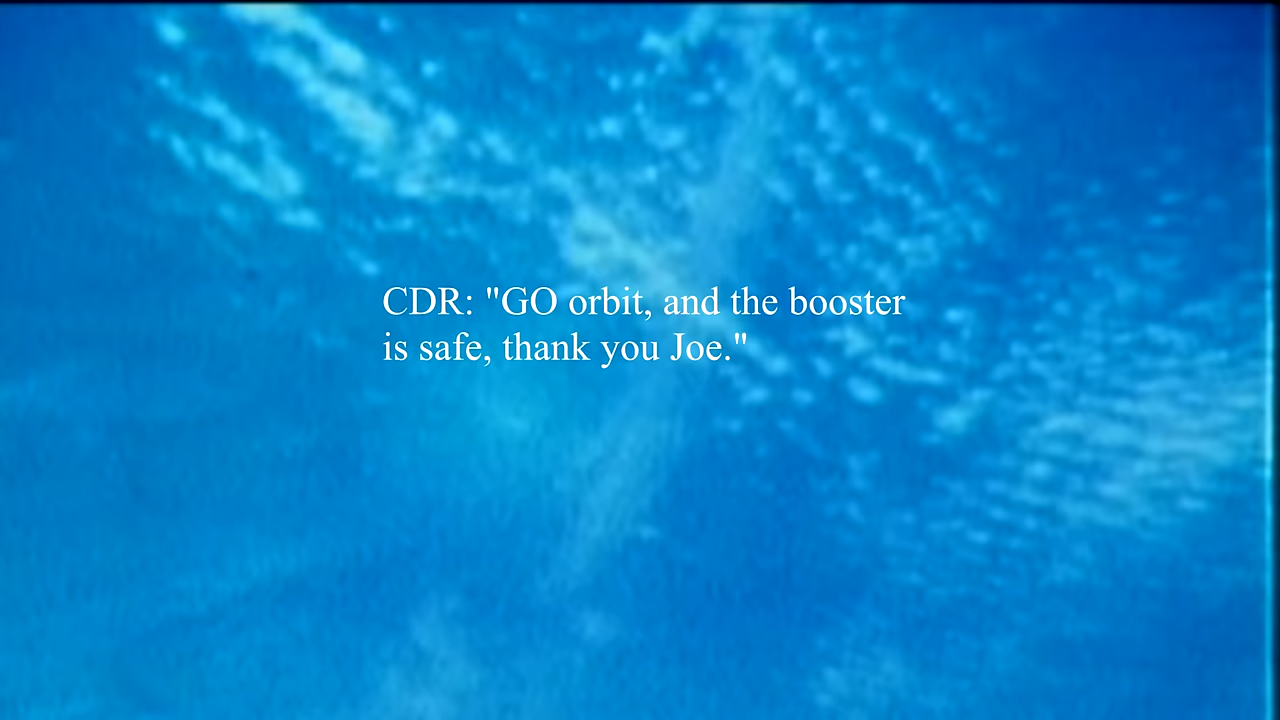 CDR: "GO orbit, and the booster
is safe, thank you Joe."